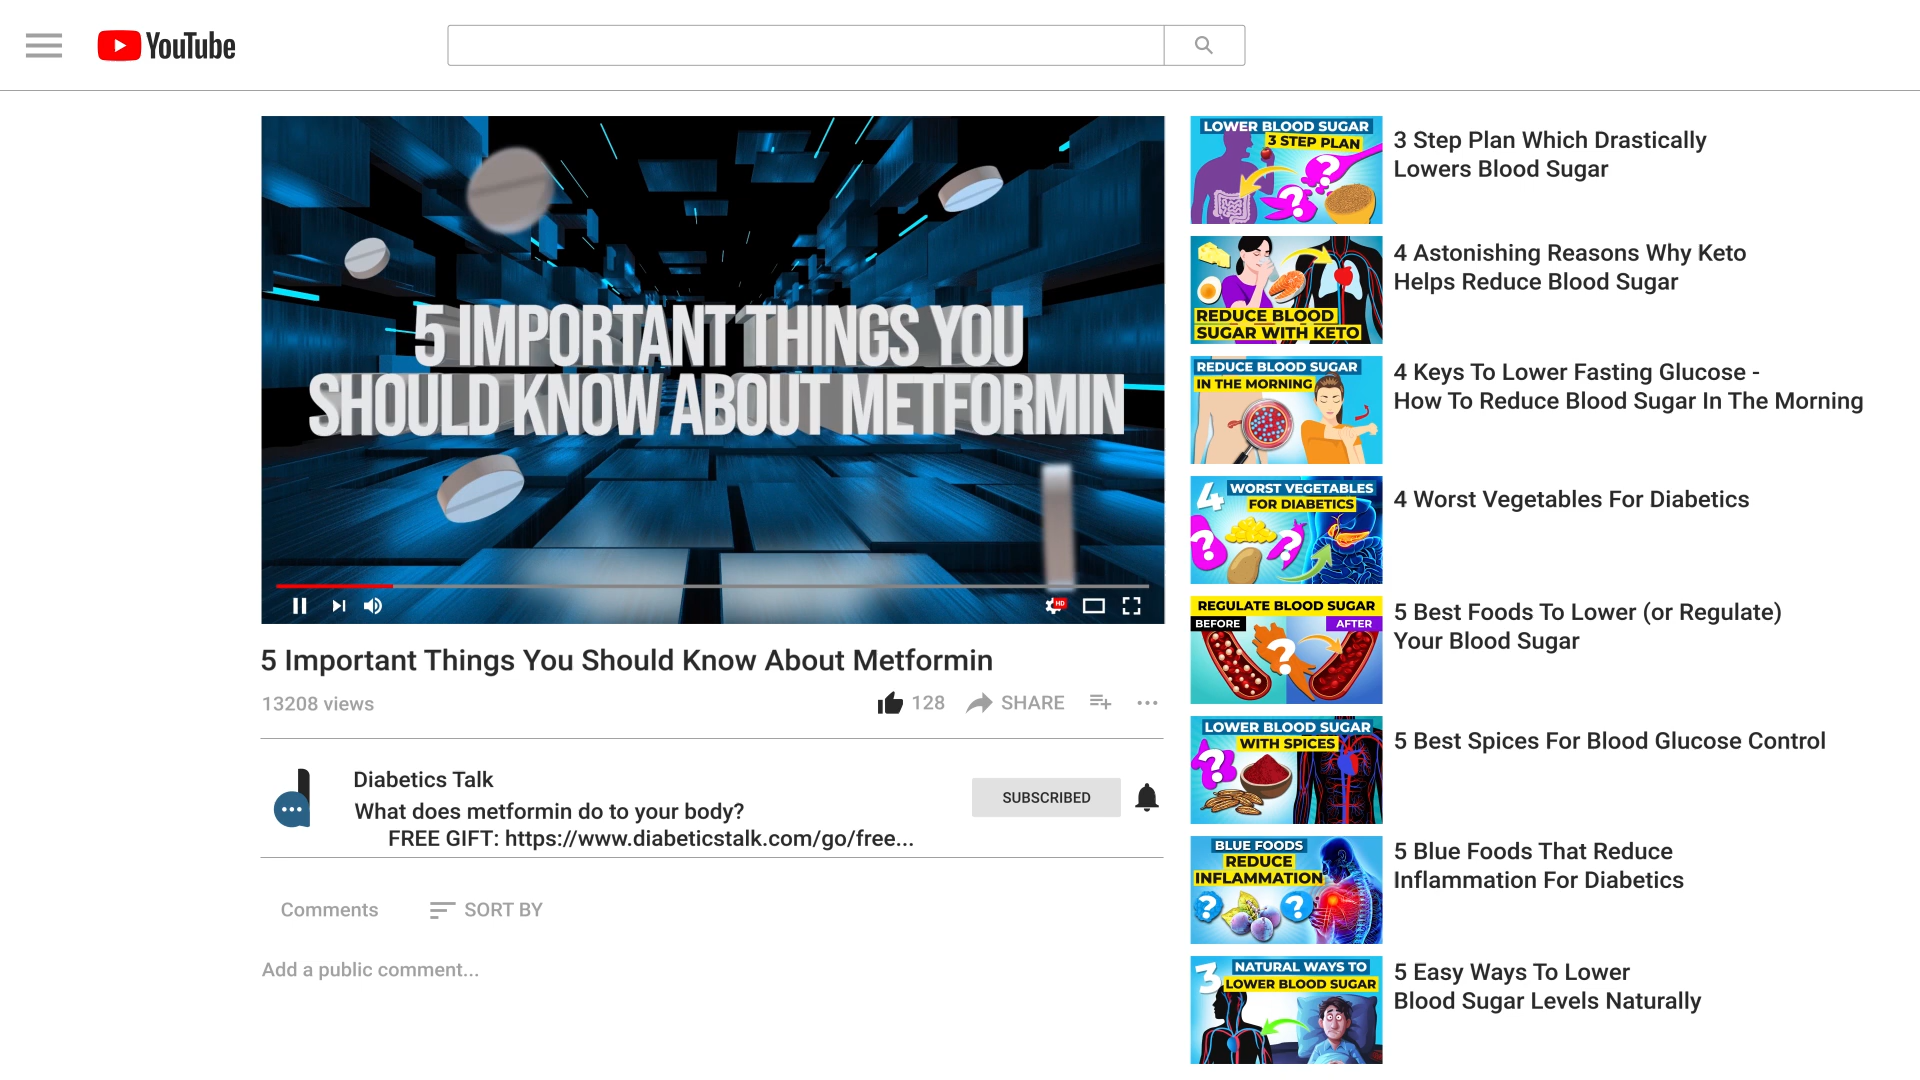 YouTube
5 IMPORTANT THINGS YOU
SHOULD KNOW ABOUT METFORMIN
HD
5 Important Things You Should Know About Metformin
13208 views
128
SHARE
Diabetics Talk
What does metformin do to your body?
FREE GIFT: https://www.diabeticstalk.com/go/free...
SUBSCRIBED
Comments
SORT BY
Add a public comment...
LOWER BLOOD SUGAR
3 STEP PLAN
?
?
3 Step Plan Which Drastically
Lowers Blood Sugar
REDUCE BLOOD
SUGAR WITH KETO
4 Astonishing Reasons Why Keto
Helps Reduce Blood Sugar
REDUCE BLOOD SUGAR
IN THE MORNING
4 Keys To Lower Fasting Glucose -
How To Reduce Blood Sugar In The Morning
4 WORST VEGETABLES
FOR DIABETICS
? ?
4 Worst Vegetables For Diabetics
REGULATE BLOOD SUGAR
BEFORE AFTER
?
5 Best Foods To Lower (or Regulate)
Your Blood Sugar
LOWER BLOOD SUGAR
WITH SPICES
?
5 Best Spices For Blood Glucose Control
BLUE FOODS
REDUCE
INFLAMMATION
? ?
5 Blue Foods That Reduce
Inflammation For Diabetics
3 NATURAL WAYS TO
LOWER BLOOD SUGAR
5 Easy Ways To Lower
Blood Sugar Levels Naturally